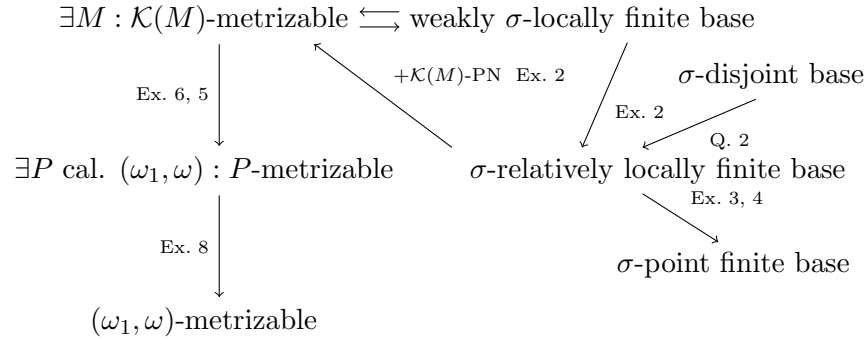 ∃M : 𝒦(M)-metrizable ⇄ weakly σ-locally finite base
+𝒦(M)-PN Ex. 2
σ-disjoint base
Ex. 6, 5
Ex. 2
Q. 2
∃P cal. (ω₁, ω) : P-metrizable
σ-relatively locally finite base
Ex. 3, 4
Ex. 8
σ-point finite base
(ω₁, ω)-metrizable